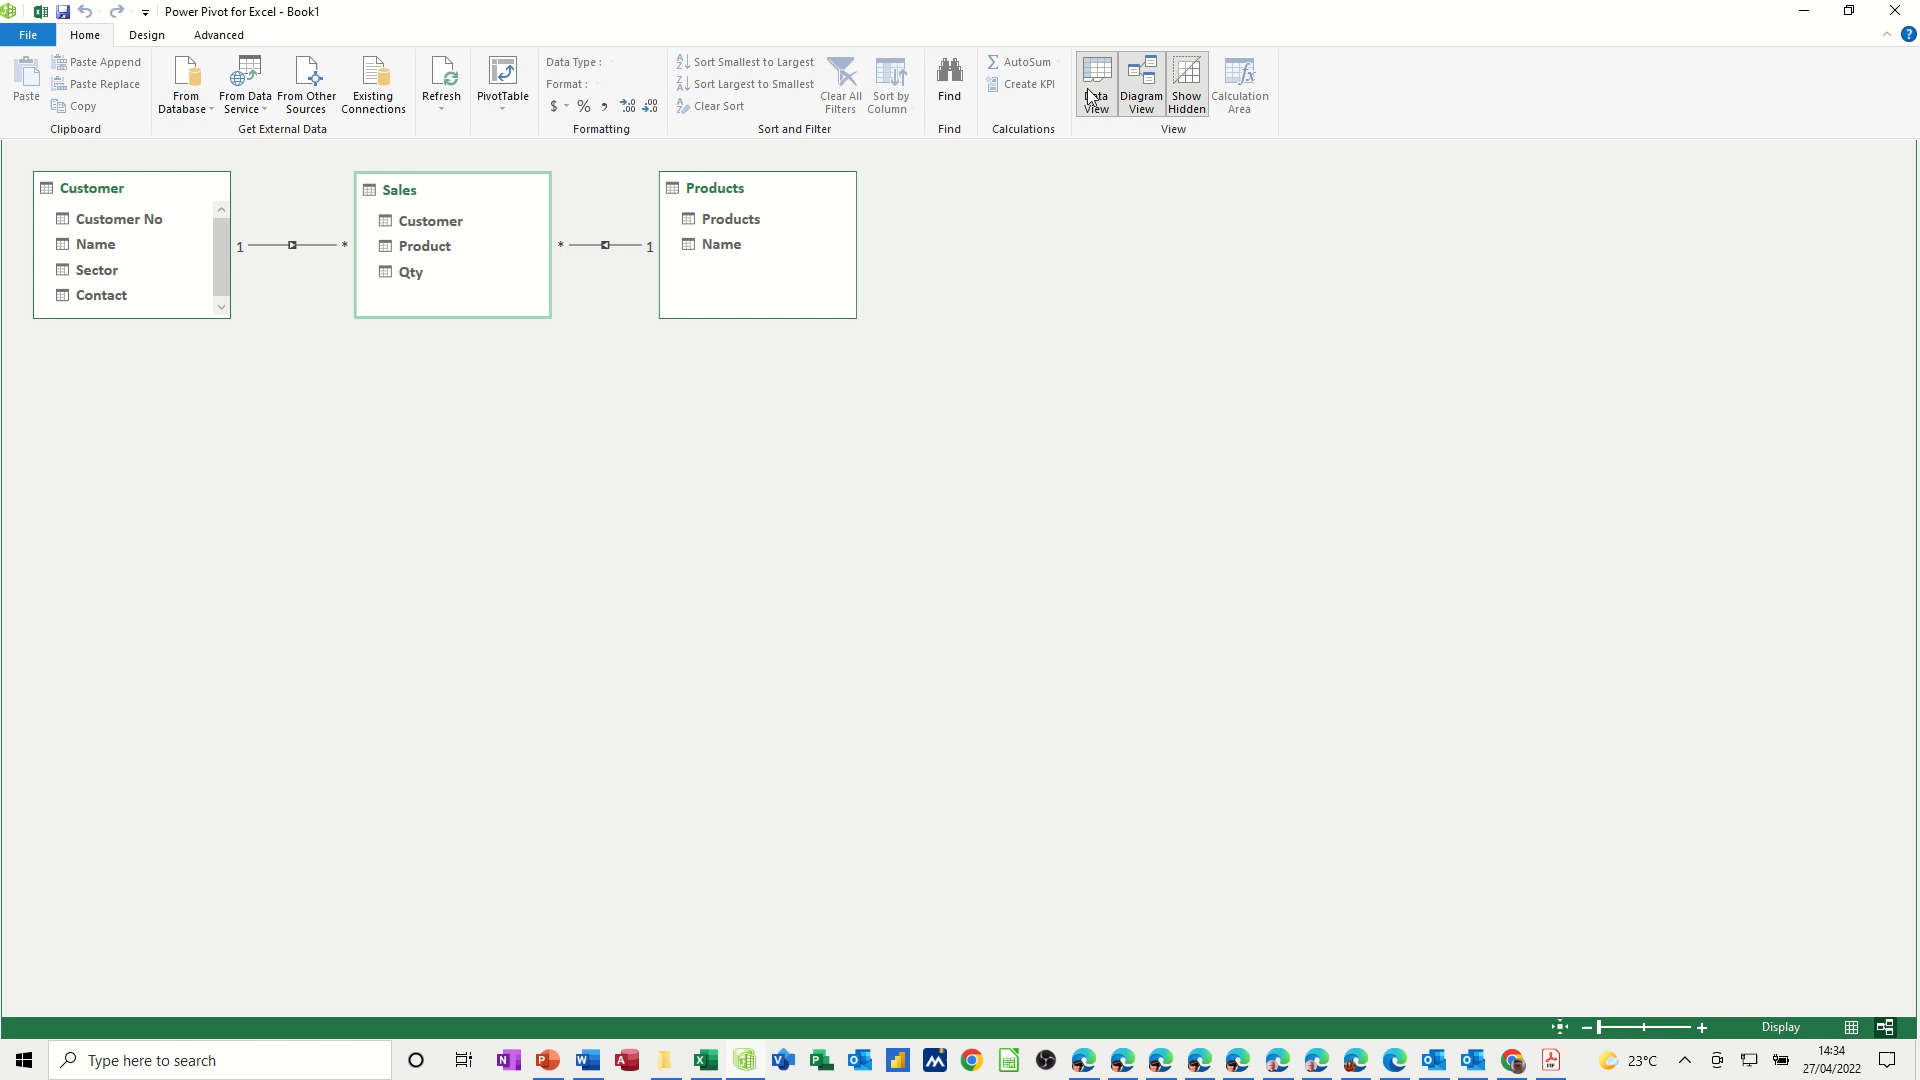 Power Pivot for Excel - Book1
File Home Design Advanced
Paste
Paste Append
Paste Replace
Copy
Clipboard
From Database
From Data Service
From Other Sources
Existing Connections
Get External Data
Refresh
PivotTable
Data Type :
Format :
$ % , .00 .00
Formatting
Sort Smallest to Largest
Sort Largest to Smallest
Clear Sort
Clear All Filters
Sort by Column
Sort and Filter
Find
Find
AutoSum
Create KPI
Calculations
Data View
Diagram View
Show Hidden
Calculation Area
View
Customer
Customer No
Name
Sector
Contact
1 *
Sales
Customer
Product
Qty
* 1
Products
Products
Name
Display
Type here to search
23°C
14:34
27/04/2022